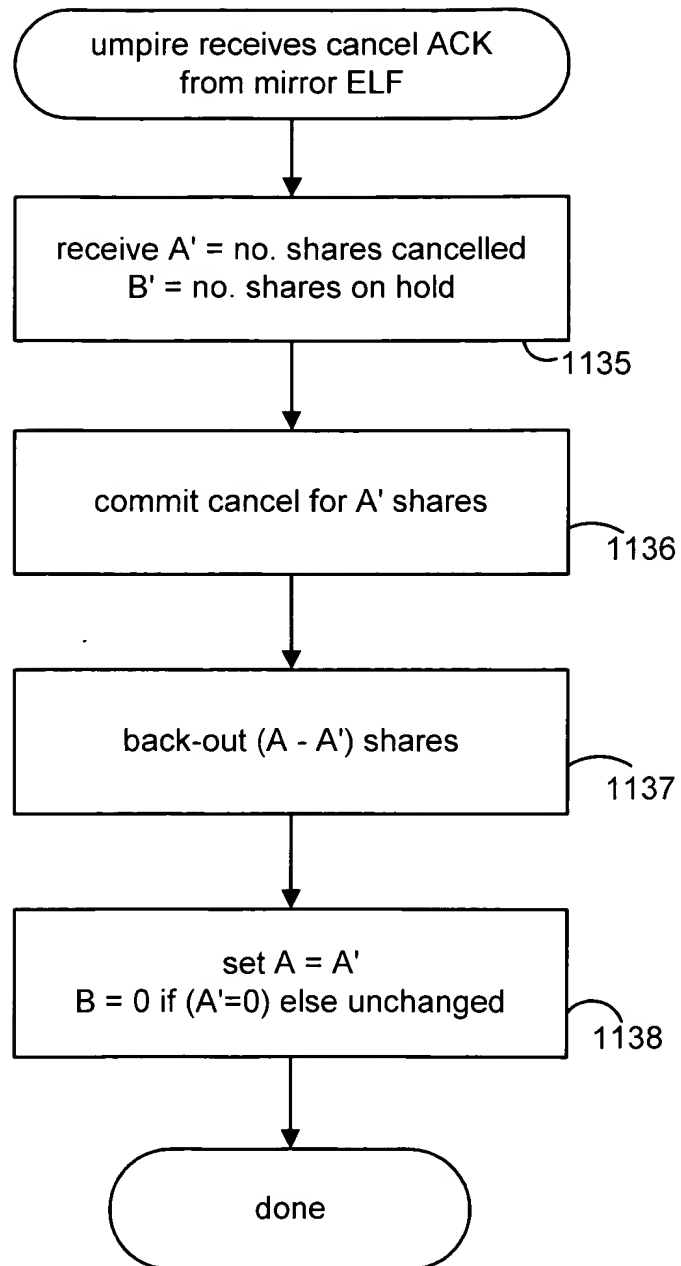 umpire receives cancel ACK
from mirror ELF
receive A' = no. shares cancelled
B' = no. shares on hold
1135
commit cancel for A' shares
1136
back-out (A - A') shares
1137
set A = A'
B = 0 if (A'=0) else unchanged
1138
done